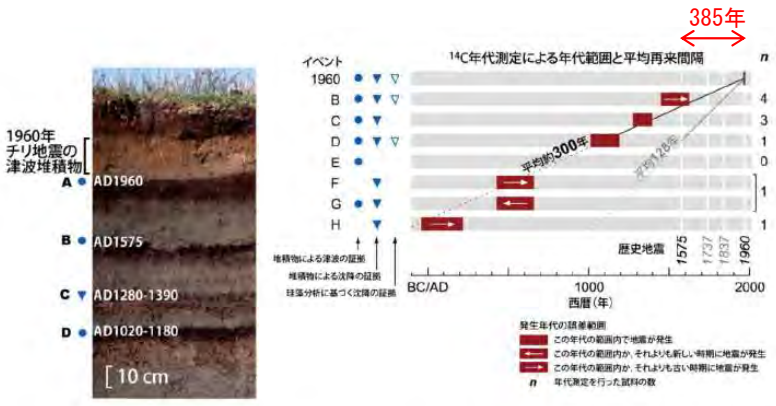 385年
イベント
¹⁴C年代測定による年代範囲と平均再来間隔
n
1960
B
4
C
3
D
1
E
0
F
G
1
H
1
平均約300年
平均128年
1960年
チリ地震の
津波堆積物
A AD1960
B AD1575
C AD1280-1390
D AD1020-1180
10 cm
堆積物による津波の証拠
堆積物による沈降の証拠
珪藻分析に基づく沈降の証拠
歴史地震
1575
1737
1837
1960
BC/AD
1000
2000
西暦(年)
発生年代の誤差範囲
この年代の範囲内で地震が発生
この年代の範囲内か、それよりも新しい時期に地震が発生
この年代の範囲内か、それよりも古い時期に地震が発生
n 年代測定を行った試料の数